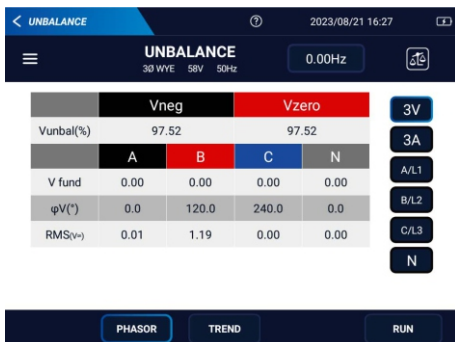 UNBALANCE 2023/08/21 16:27
UNBALANCE
3Ø WYE 58V 50Hz
0.00Hz
Vneg Vzero
Vunbal(%) 97.52 97.52
A B C N
V fund 0.00 0.00 0.00 0.00
φV(°) 0.0 120.0 240.0 0.0
RMS(V≂) 0.01 1.19 0.00 0.00
3V
3A
A/L1
B/L2
C/L3
N
PHASOR TREND RUN